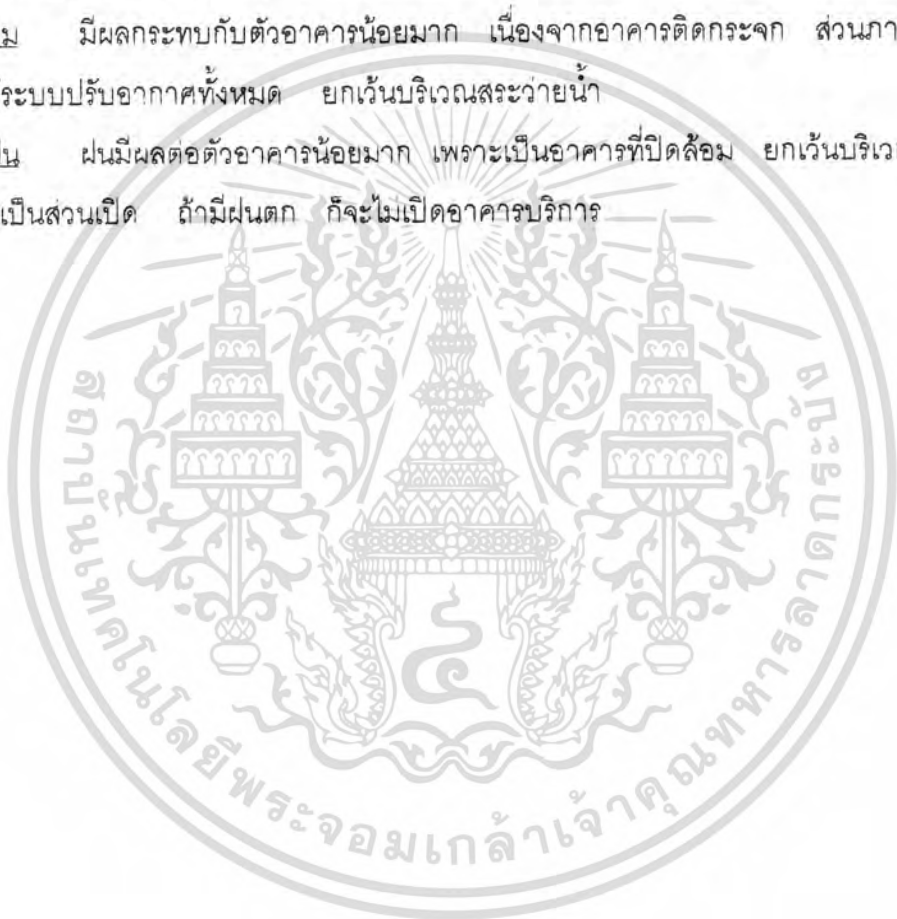 ม มีผลกระทบกับตัวอาคารน้อยมาก เนื่องจากอาคารติดกระจก ส่วนภา
ระบบปรับอากาศทั้งหมด ยกเว้นบริเวณสระว่ายน้ำ
น ฝนมีผลต่อตัวอาคารน้อยมาก เพราะเป็นอาคารที่ปิดล้อม ยกเว้นบริเว
เป็นส่วนเปิด ถ้ามีฝนตก ก็จะไม่เปิดอาคารบริการ
สถาบันเทคโนโลยีพระจอมเกล้าเจ้าคุณทหารลาดกระบัง
๔